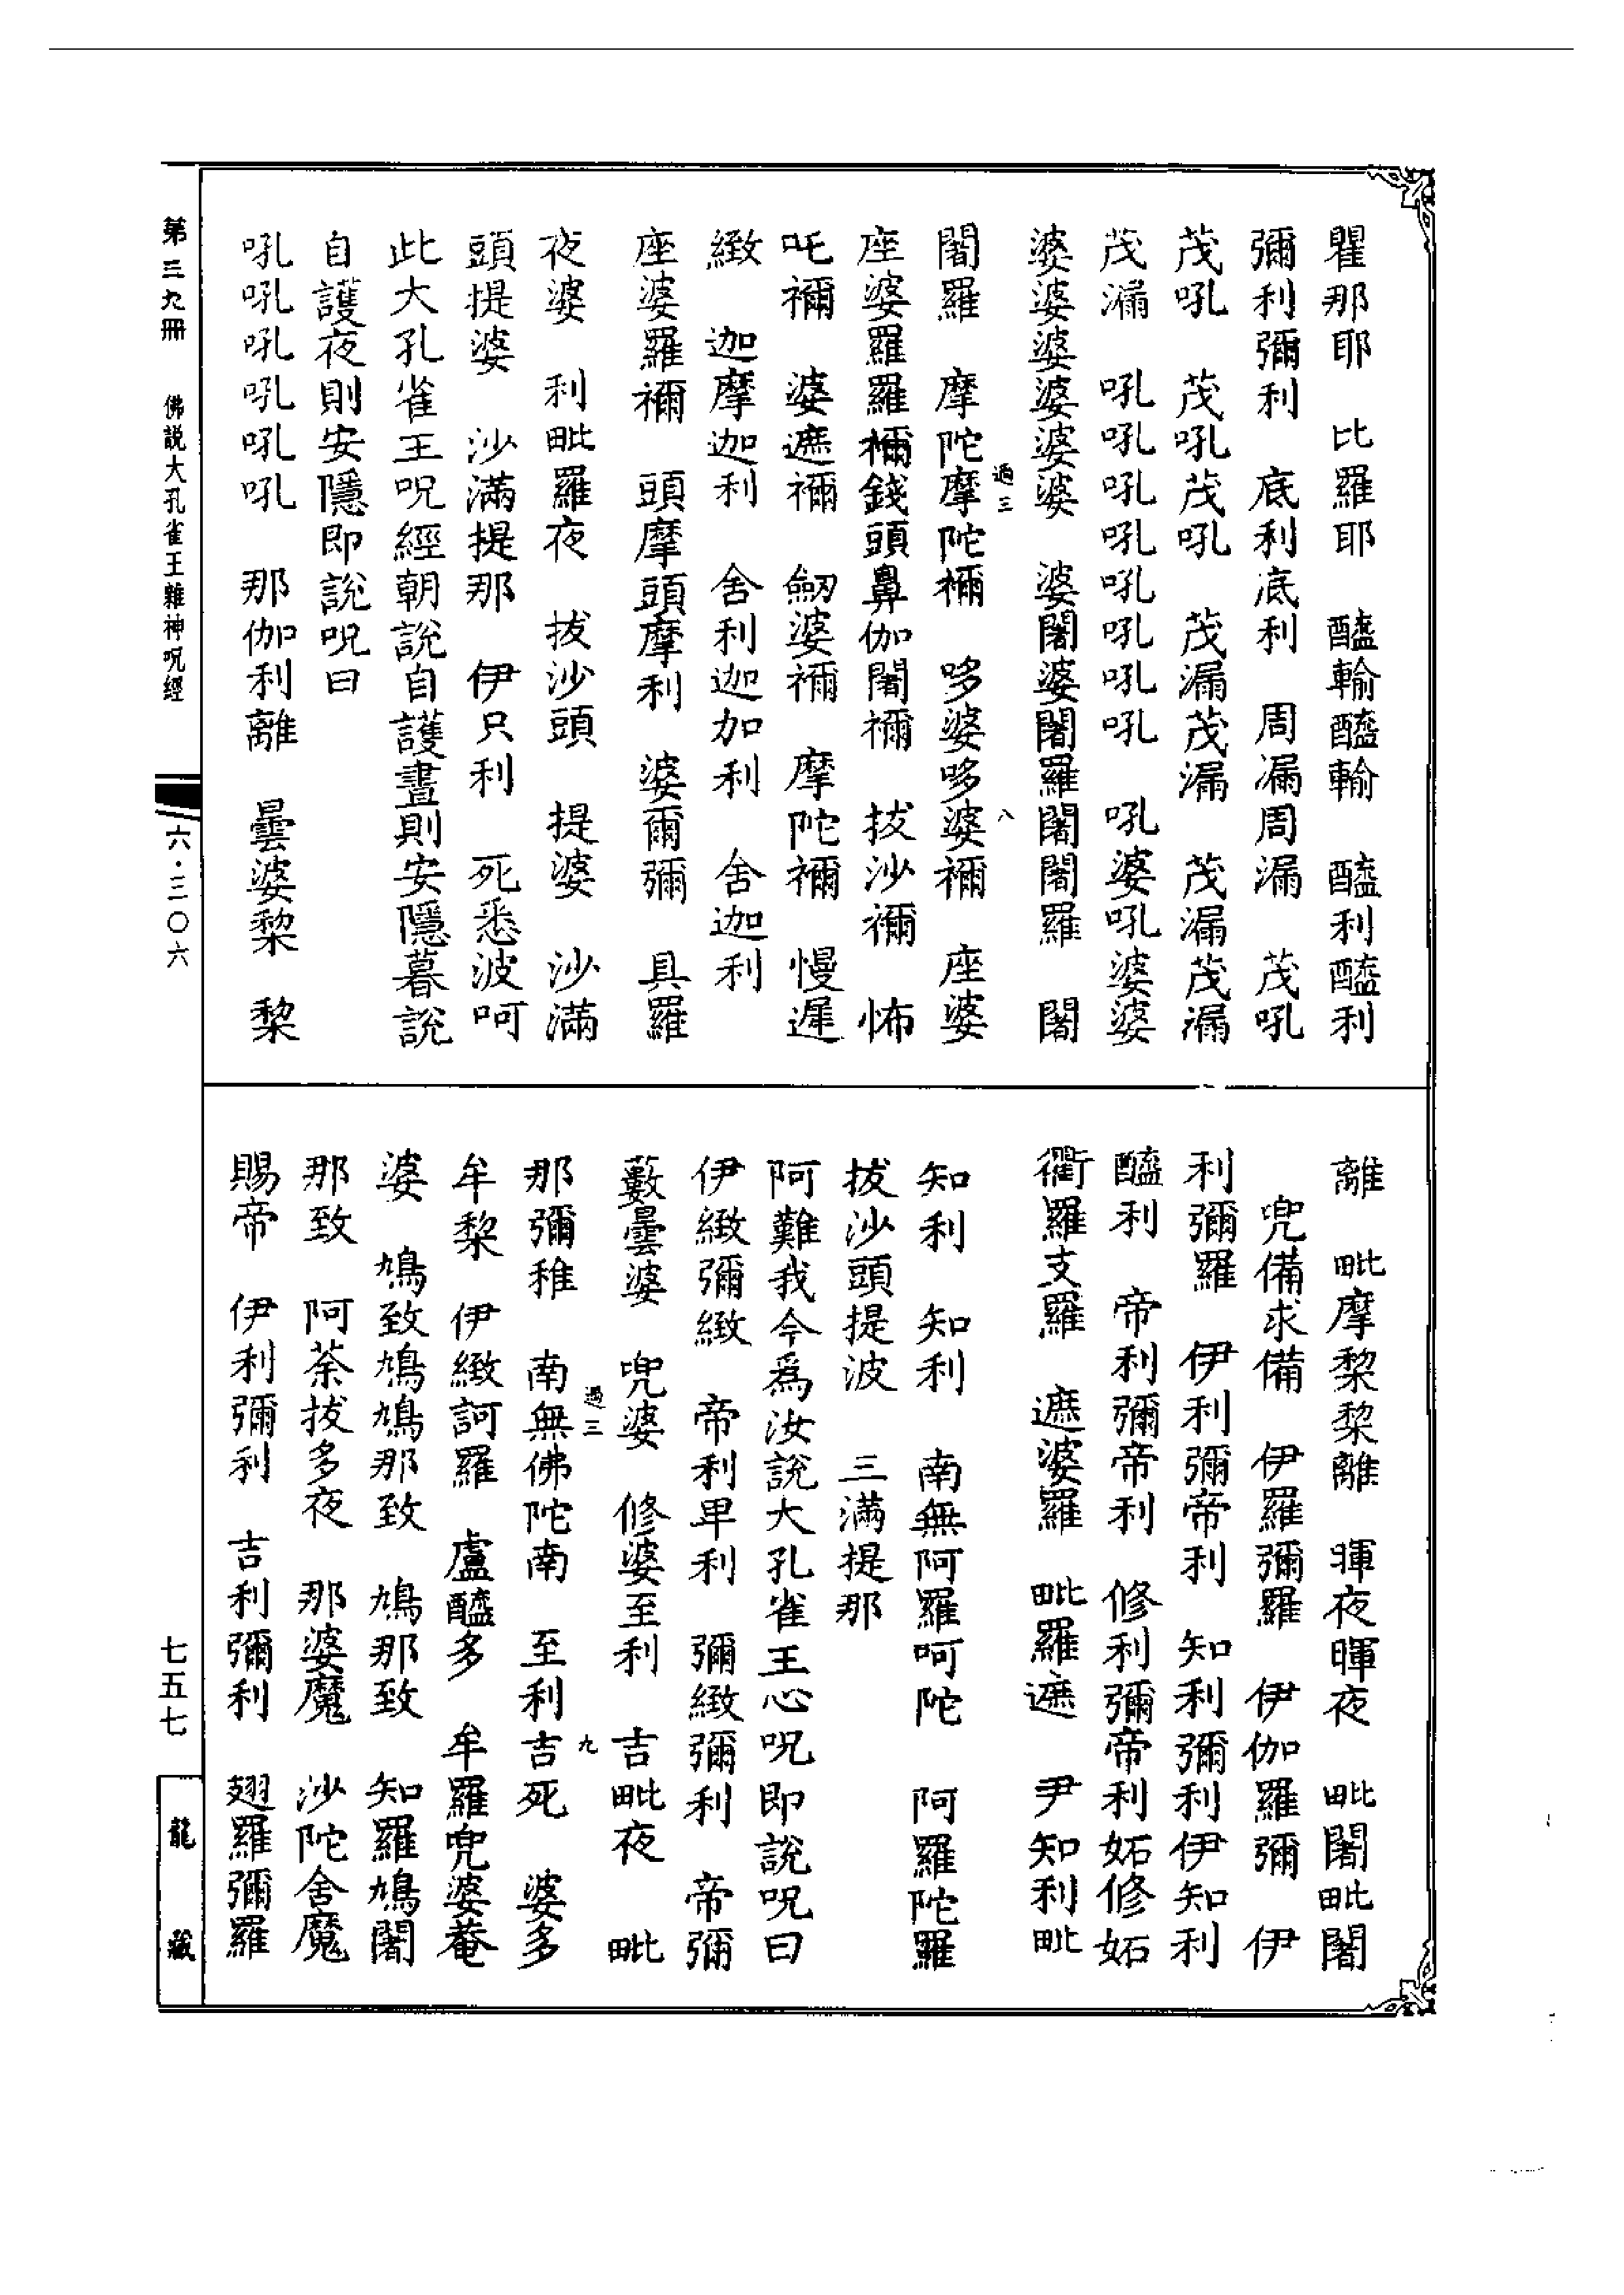 瞿那耶　比羅耶　醯輸醯輸　醯利醯利
彌利彌利　底利底利　周漏周漏　茂吼
茂吼　茂吼茂吼　茂漏茂漏　茂漏茂漏
茂漏　吼吼吼吼吼吼吼吼　吼婆吼婆婆
婆婆婆婆婆婆　婆闍婆闍羅闍闍羅　闍
過三　八
闍羅　摩陀摩陀禰　哆婆哆婆禰　座婆
座婆羅羅禰錢頭鼻伽闍禰　拔沙禰　怖
吒禰　婆遮禰　劒婆禰　摩陀禰　慢遲
緻　迦摩迦利　舍利迦加利　舍迦利
座婆羅禰　頭摩頭摩利　婆爾彌　具羅
夜婆　利毗羅夜　拔沙頭　提婆　沙滿
頭提婆　沙滿提那　伊只利　死悉波呵
此大孔雀王呪經朝說自護晝則安隱暮說
自護夜則安隱即說呪曰
吼吼吼吼吼吼　那伽利離　曇婆棃　棃
離　毗摩棃棃離　暉夜暉夜　毗闍毗闍
兜備求備　伊羅彌羅　伊伽羅彌　伊
利彌羅　伊利彌帝利　知利彌利伊知利
醯利　帝利彌帝利　修利彌帝利妬修妬
衢羅支羅　遮婆羅　毗羅遮　尹知利毗
知利　知利　南無阿羅呵陀　阿羅陀羅
拔沙頭提波　三滿提那
阿難我今爲汝說大孔雀王心呪即說呪曰
伊緻彌緻　帝利卑利　彌緻彌利　帝彌
藪曇婆　兜婆　修婆至利　吉毗夜　毗
過三　九
那彌稚　南無佛陀南　至利吉死　婆多
牟棃　伊緻訶羅　盧醯多　牟羅兜婆菴
婆　鳩致鳩鳩那致　鳩那致　知羅鳩闍
那致　阿荼拔多夜　那婆魔　沙陀舍魔
賜帝　伊利彌利　吉利彌利　翅羅彌羅
第三九冊　佛說大孔雀王雜神呪經
六·三〇六
七五七
龍藏